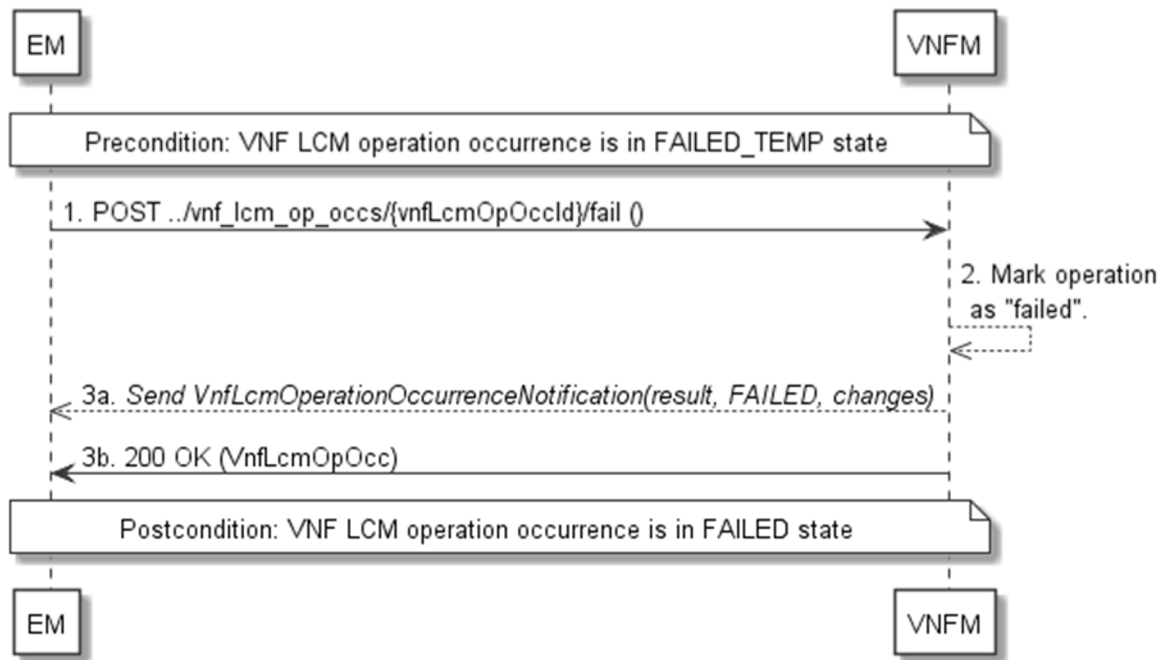 EM
VNFM
Precondition: VNF LCM operation occurrence is in FAILED_TEMP state
1. POST ../vnf_lcm_op_occs/{vnfLcmOpOccId}/fail ()
2. Mark operation
as "failed".
3a. Send VnfLcmOperationOccurrenceNotification(result, FAILED, changes)
3b. 200 OK (VnfLcmOpOcc)
Postcondition: VNF LCM operation occurrence is in FAILED state
EM
VNFM